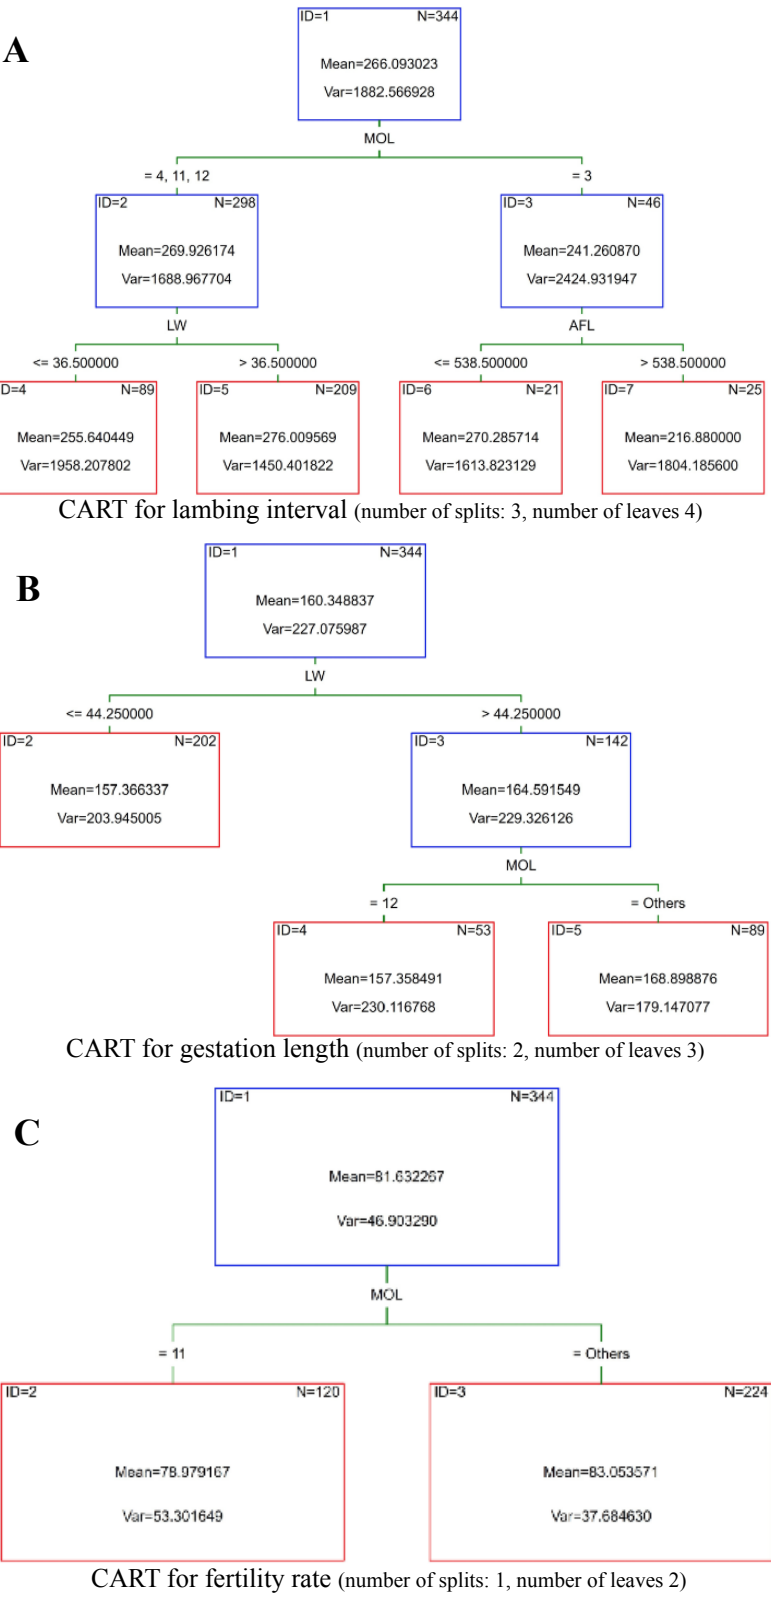 A
ID=1 N=344
Mean=266.093023
Var=1882.566928
MOL
= 4, 11, 12 = 3
ID=2 N=298 ID=3 N=46
Mean=269.926174 Mean=241.260870
Var=1688.967704 Var=2424.931947
LW AFL
<= 36.500000 > 36.500000 <= 538.500000 > 538.500000
D=4 N=89 ID=5 N=209 ID=6 N=21 ID=7 N=25
Mean=255.640449 Mean=276.009569 Mean=270.285714 Mean=216.880000
Var=1958.207802 Var=1450.401822 Var=1613.823129 Var=1804.185600
CART for lambing interval (number of splits: 3, number of leaves 4)
B
ID=1 N=344
Mean=160.348837
Var=227.075987
LW
<= 44.250000 > 44.250000
ID=2 N=202 ID=3 N=142
Mean=157.366337 Mean=164.591549
Var=203.945005 Var=229.326126
MOL
= 12 = Others
ID=4 N=53 ID=5 N=89
Mean=157.358491 Mean=168.898876
Var=230.116768 Var=179.147077
CART for gestation length (number of splits: 2, number of leaves 3)
C
ID=1 N=344
Mean=81.632267
Var=46.903290
MOL
= 11 = Others
ID=2 N=120 ID=3 N=224
Mean=78.979167 Mean=83.053571
Var=53.301649 Var=37.684630
CART for fertility rate (number of splits: 1, number of leaves 2)